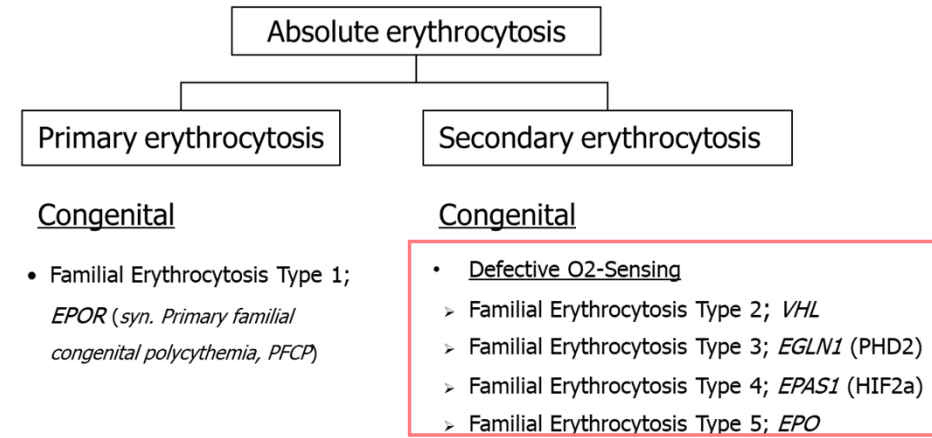 Absolute erythrocytosis
Primary erythrocytosis
Secondary erythrocytosis
Congenital
• Familial Erythrocytosis Type 1;
EPOR (syn. Primary familial
congenital polycythemia, PFCP)
Congenital
• Defective O2-Sensing
➢ Familial Erythrocytosis Type 2; VHL
➢ Familial Erythrocytosis Type 3; EGLN1 (PHD2)
➢ Familial Erythrocytosis Type 4; EPAS1 (HIF2a)
➢ Familial Erythrocytosis Type 5; EPO